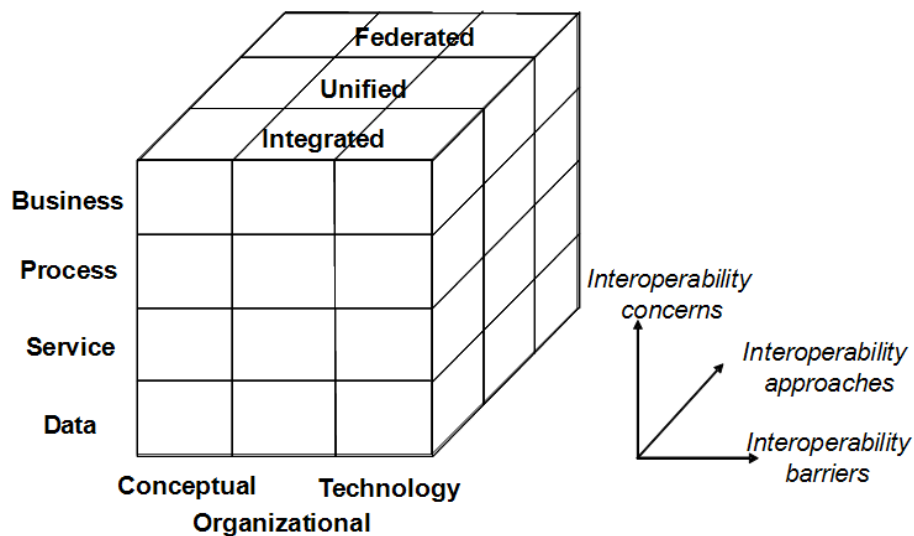 Federated
Unified
Integrated
Business
Process
Service
Data
Conceptual
Technology
Organizational
Interoperability
concerns
Interoperability
approaches
Interoperability
barriers